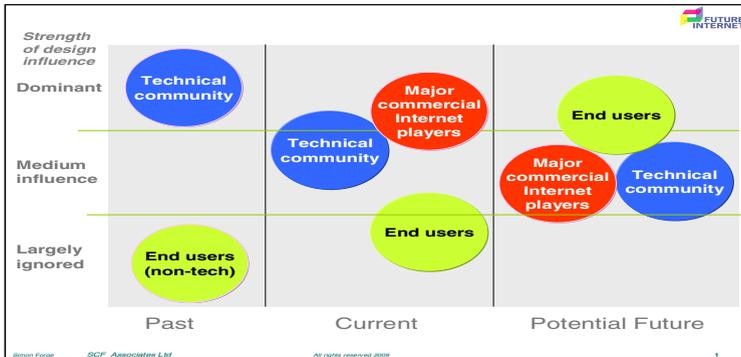 FUTURE
INTERNET
Strength
of design
influence
Dominant
Medium
influence
Largely
ignored
Technical
community
End users
(non-tech)
Technical
community
Major
commercial
Internet
players
End users
End users
Major
commercial
Internet
players
Technical
community
Past
Current
Potential Future
Simon Forge
SCF Associates Ltd
All rights reserved 2009
1